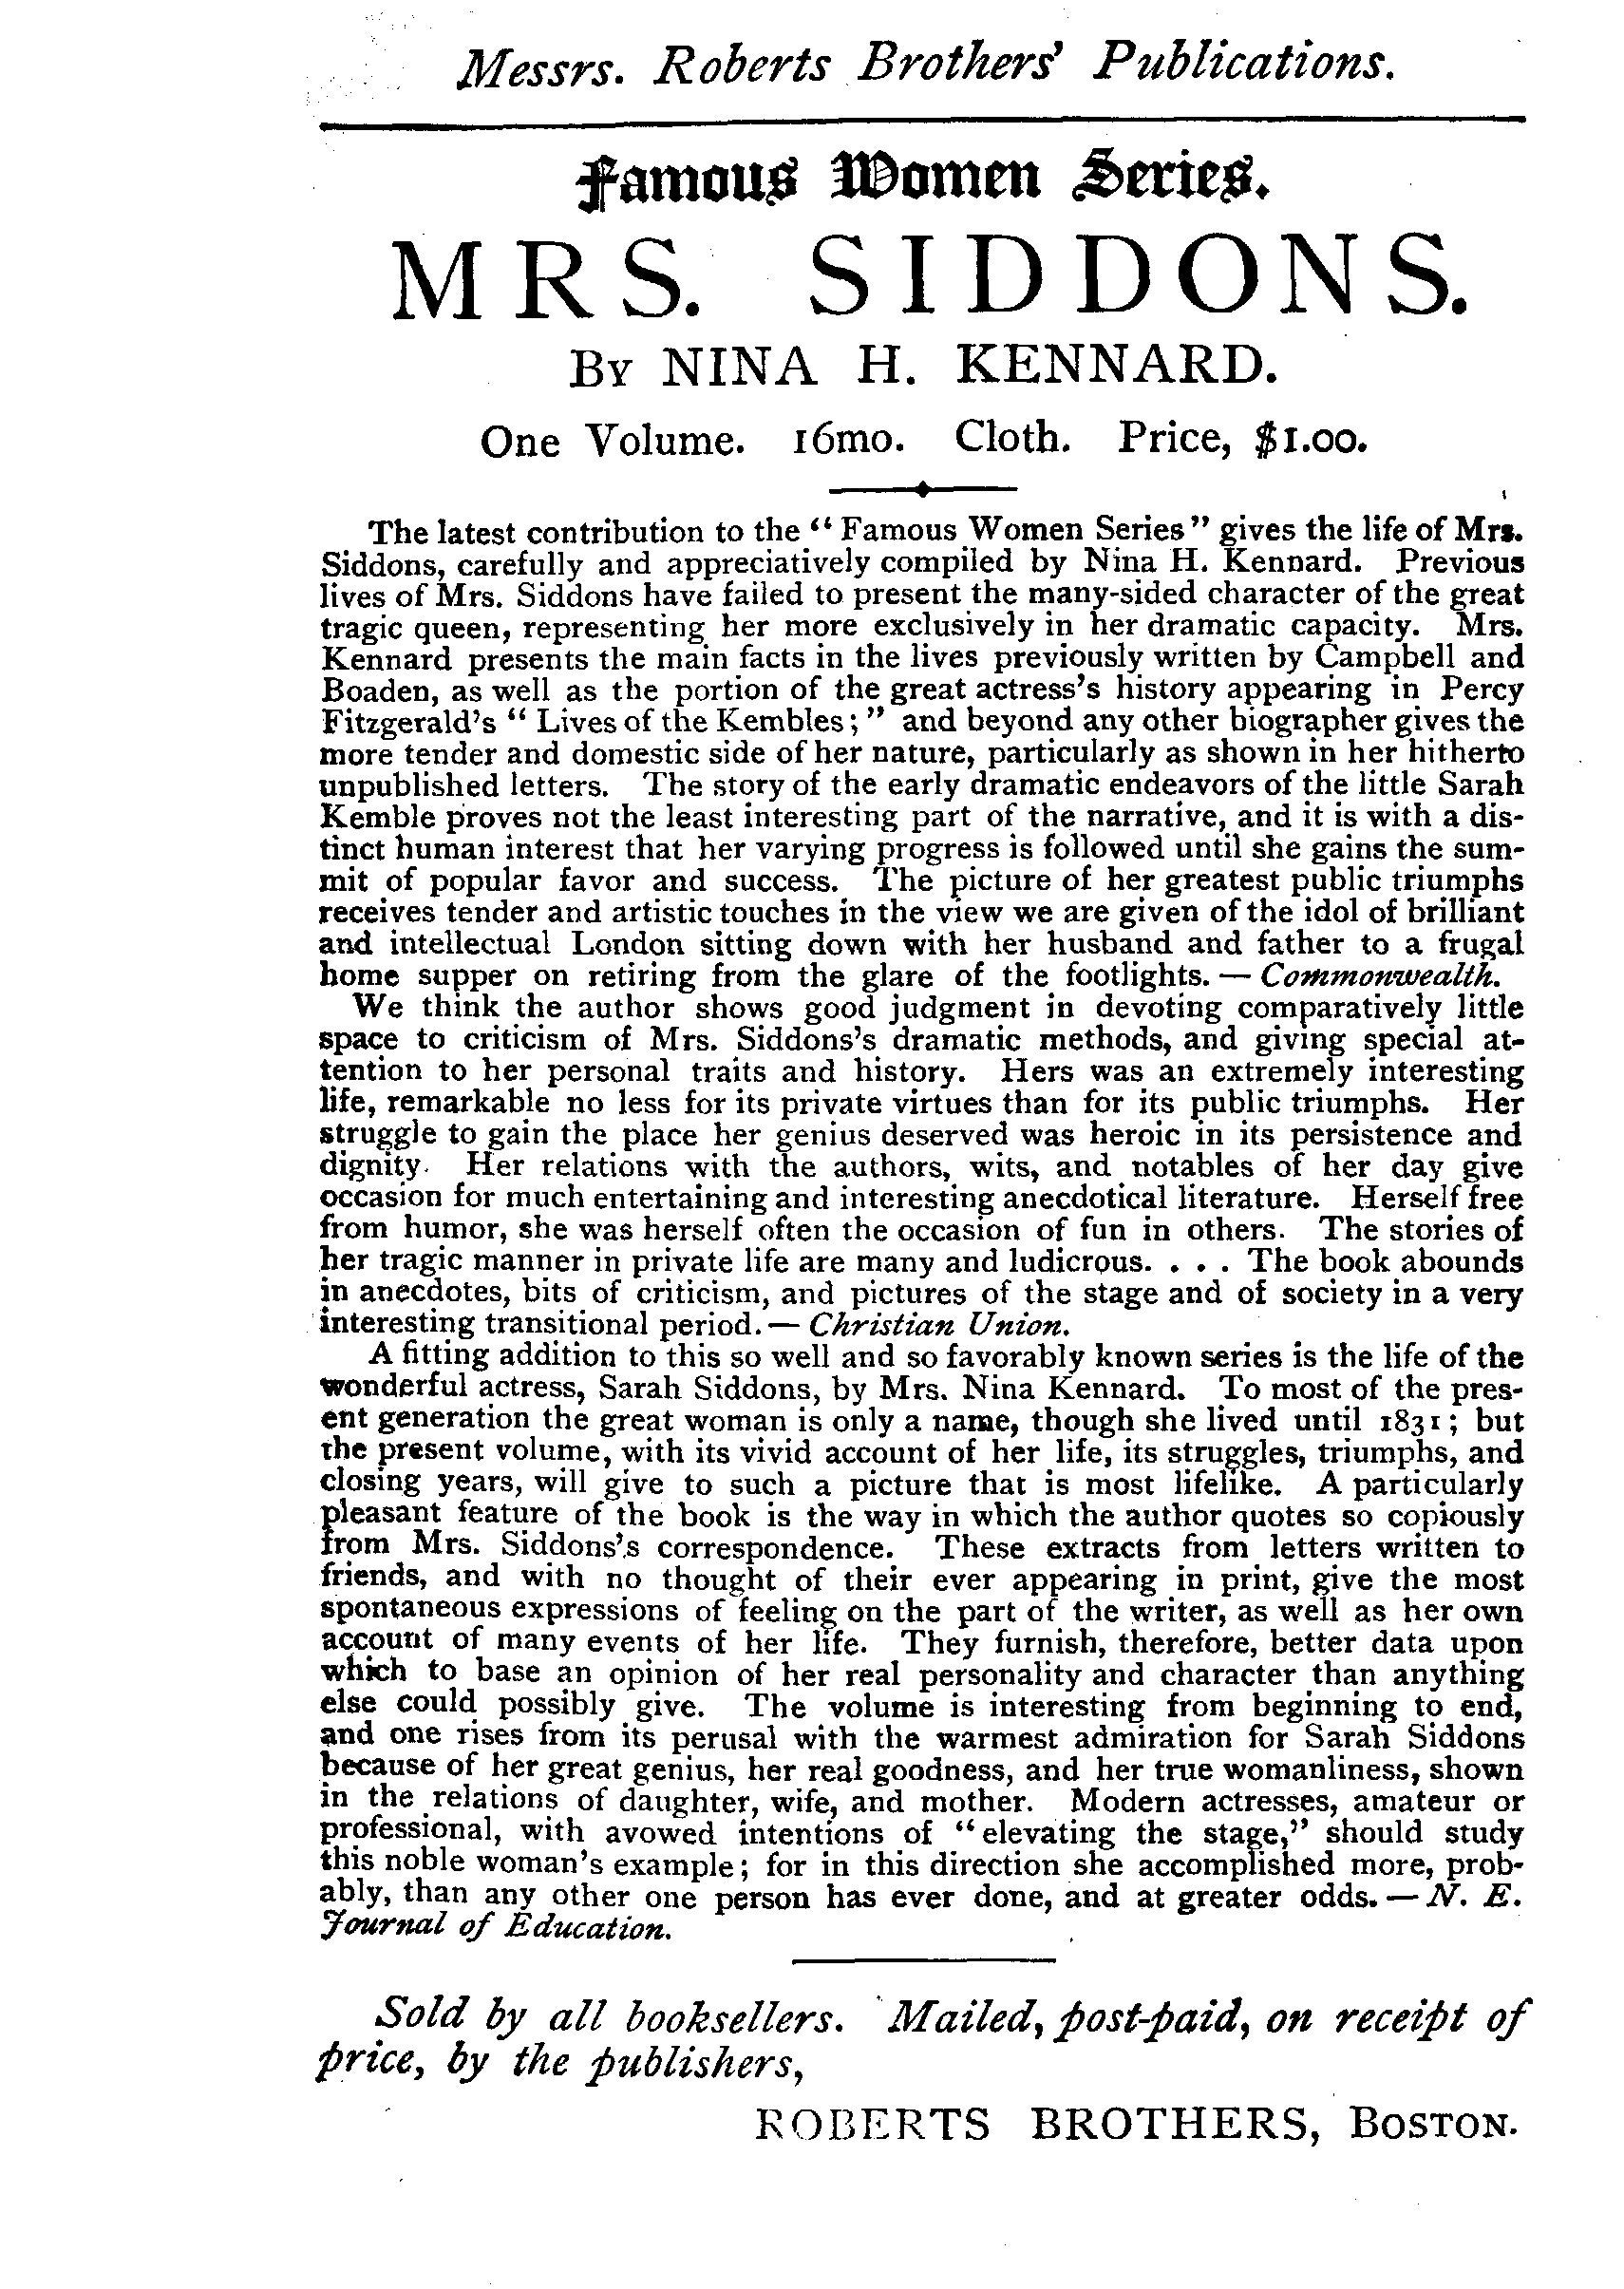 Messrs. Roberts Brothers' Publications.
Famous Women Series.
MRS. SIDDONS.
BY NINA H. KENNARD.
One Volume. 16mo. Cloth. Price, $1.00.
The latest contribution to the “Famous Women Series” gives the life of Mrs.
Siddons, carefully and appreciatively compiled by Nina H. Kennard. Previous
lives of Mrs. Siddons have failed to present the many-sided character of the great
tragic queen, representing her more exclusively in her dramatic capacity. Mrs.
Kennard presents the main facts in the lives previously written by Campbell and
Boaden, as well as the portion of the great actress's history appearing in Percy
Fitzgerald's “Lives of the Kembles;” and beyond any other biographer gives the
more tender and domestic side of her nature, particularly as shown in her hitherto
unpublished letters. The story of the early dramatic endeavors of the little Sarah
Kemble proves not the least interesting part of the narrative, and it is with a dis-
tinct human interest that her varying progress is followed until she gains the sum-
mit of popular favor and success. The picture of her greatest public triumphs
receives tender and artistic touches in the view we are given of the idol of brilliant
and intellectual London sitting down with her husband and father to a frugal
home supper on retiring from the glare of the footlights. — Commonwealth.
We think the author shows good judgment in devoting comparatively little
space to criticism of Mrs. Siddons's dramatic methods, and giving special at-
tention to her personal traits and history. Hers was an extremely interesting
life, remarkable no less for its private virtues than for its public triumphs. Her
struggle to gain the place her genius deserved was heroic in its persistence and
dignity. Her relations with the authors, wits, and notables of her day give
occasion for much entertaining and interesting anecdotical literature. Herself free
from humor, she was herself often the occasion of fun in others. The stories of
her tragic manner in private life are many and ludicrous. . . . The book abounds
in anecdotes, bits of criticism, and pictures of the stage and of society in a very
interesting transitional period. — Christian Union.
A fitting addition to this so well and so favorably known series is the life of the
wonderful actress, Sarah Siddons, by Mrs. Nina Kennard. To most of the pres-
ent generation the great woman is only a name, though she lived until 1831; but
the present volume, with its vivid account of her life, its struggles, triumphs, and
closing years, will give to such a picture that is most lifelike. A particularly
pleasant feature of the book is the way in which the author quotes so copiously
from Mrs. Siddons's correspondence. These extracts from letters written to
friends, and with no thought of their ever appearing in print, give the most
spontaneous expressions of feeling on the part of the writer, as well as her own
account of many events of her life. They furnish, therefore, better data upon
which to base an opinion of her real personality and character than anything
else could possibly give. The volume is interesting from beginning to end,
and one rises from its perusal with the warmest admiration for Sarah Siddons
because of her great genius, her real goodness, and her true womanliness, shown
in the relations of daughter, wife, and mother. Modern actresses, amateur or
professional, with avowed intentions of “elevating the stage,” should study
this noble woman's example; for in this direction she accomplished more, prob-
ably, than any other one person has ever done, and at greater odds. — N. E.
Journal of Education.
Sold by all booksellers. Mailed, post-paid, on receipt of
price, by the publishers,
ROBERTS BROTHERS, BOSTON.